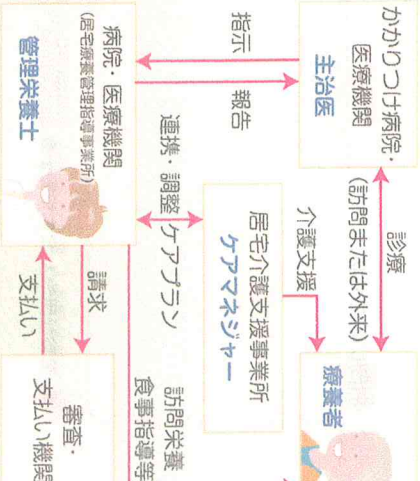 かかりつけ病院・
医療機関
主治医
指示
報告
診療
(訪問または外来)
療養者
介護支援
居宅介護支援事業所
ケアマネジャー
病院・医療機関
(居宅療養管理指導事業所)
管理栄養士
連携・調整
ケアプラン
訪問栄養
食事指導等
請求
支払い
審査・
支払い機関